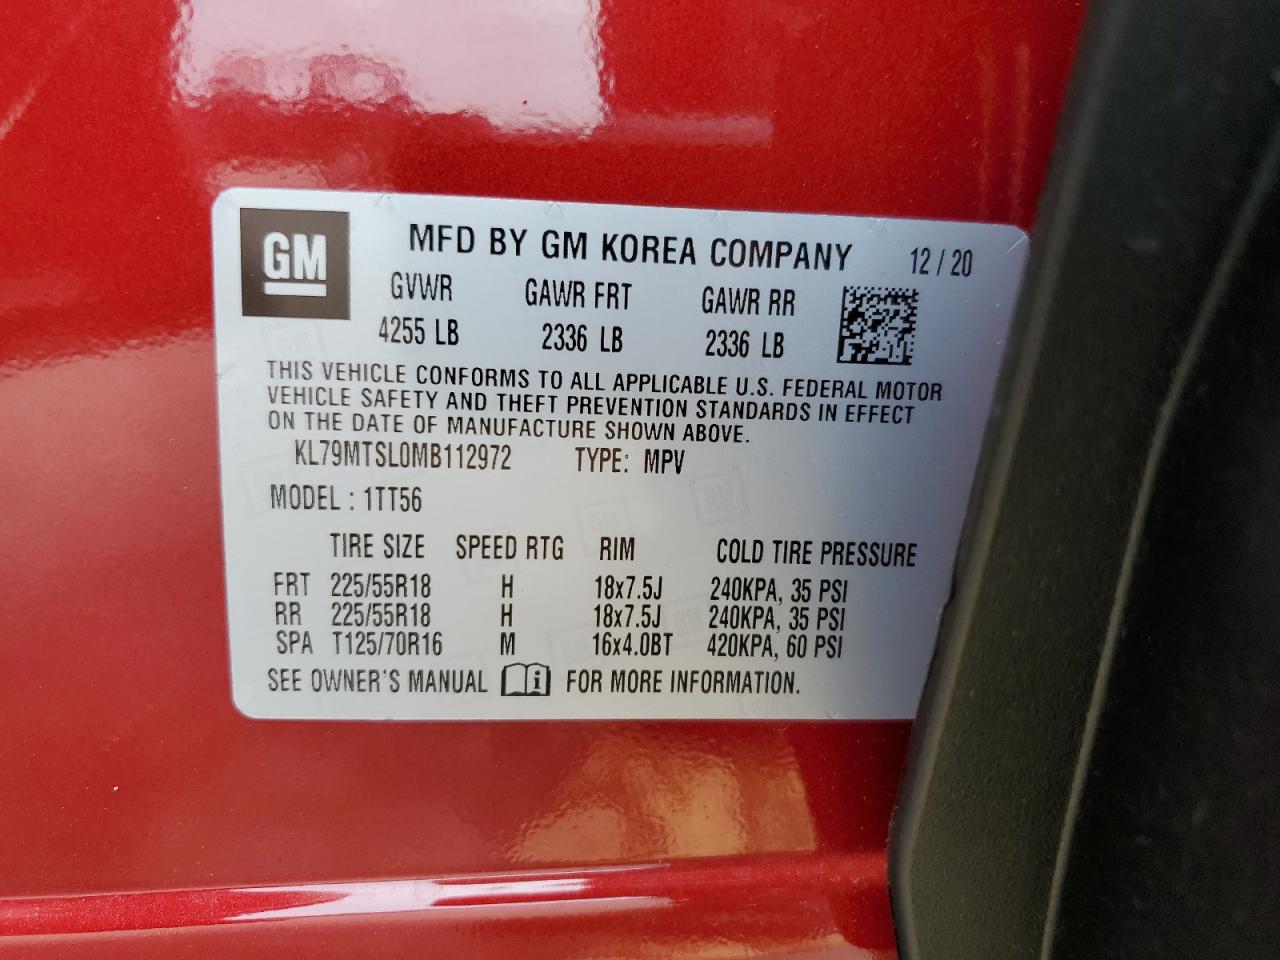 GM
MFD BY GM KOREA COMPANY 12 / 20
GVWR GAWR FRT GAWR RR
4255 LB 2336 LB 2336 LB
THIS VEHICLE CONFORMS TO ALL APPLICABLE U.S. FEDERAL MOTOR
VEHICLE SAFETY AND THEFT PREVENTION STANDARDS IN EFFECT
ON THE DATE OF MANUFACTURE SHOWN ABOVE.
KL79MTSL0MB112972 TYPE: MPV
MODEL : 1TT56
TIRE SIZE SPEED RTG RIM COLD TIRE PRESSURE
FRT 225/55R18 H 18x7.5J 240KPA, 35 PSI
RR 225/55R18 H 18x7.5J 240KPA, 35 PSI
SPA T125/70R16 M 16x4.0BT 420KPA, 60 PSI
SEE OWNER'S MANUAL i FOR MORE INFORMATION.